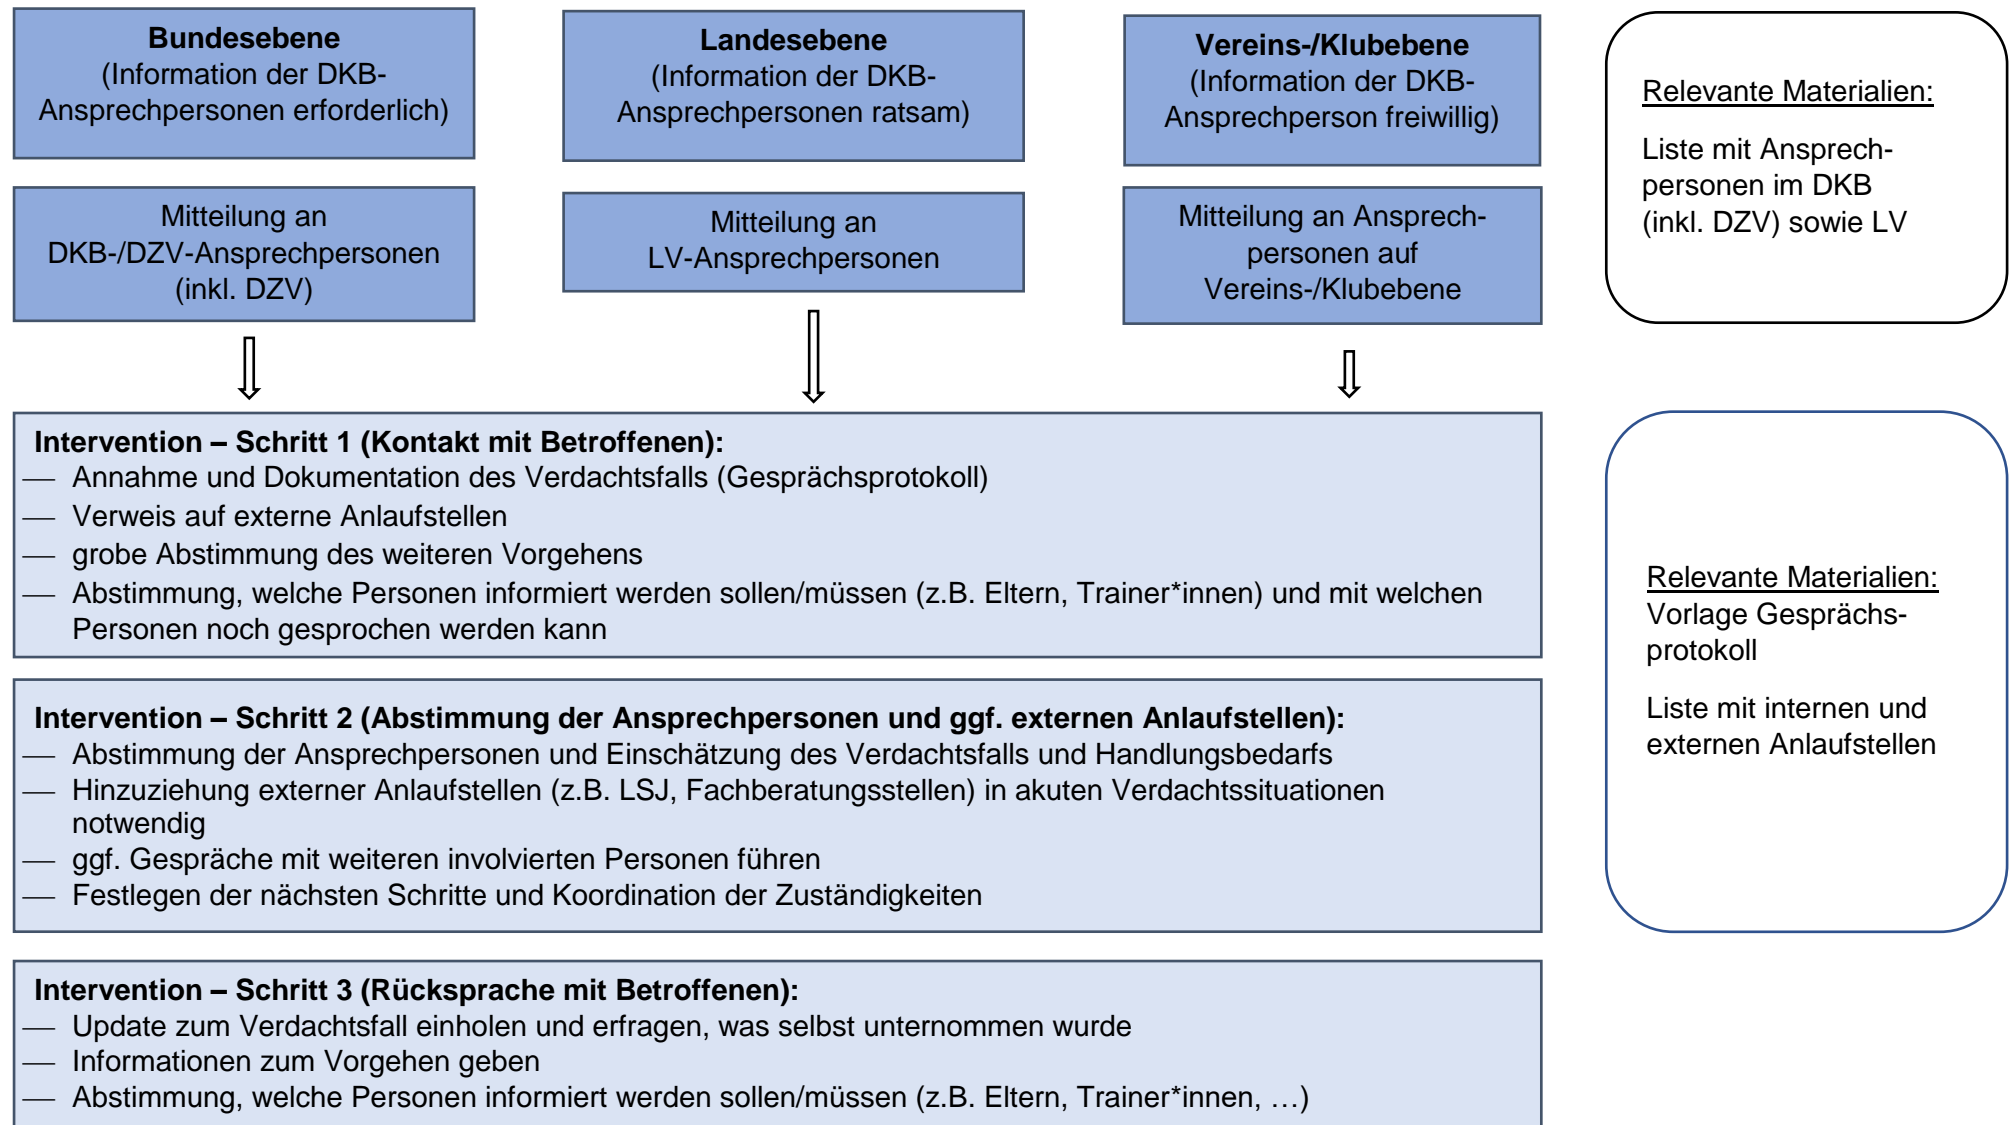 Bundesebene
(Information der DKB-
Ansprechpersonen erforderlich)
Landesebene
(Information der DKB-
Ansprechpersonen ratsam)
Vereins-/Klubebene
(Information der DKB-
Ansprechperson freiwillig)
Relevante Materialien:
Liste mit Ansprech-
personen im DKB
(inkl. DZV) sowie LV
Mitteilung an
DKB-/DZV-Ansprechpersonen
(inkl. DZV)
Mitteilung an
LV-Ansprechpersonen
Mitteilung an Ansprech-
personen auf
Vereins-/Klubebene
Intervention – Schritt 1 (Kontakt mit Betroffenen):
— Annahme und Dokumentation des Verdachtsfalls (Gesprächsprotokoll)
— Verweis auf externe Anlaufstellen
— grobe Abstimmung des weiteren Vorgehens
— Abstimmung, welche Personen informiert werden sollen/müssen (z.B. Eltern, Trainer*innen) und mit welchen
Personen noch gesprochen werden kann
Intervention – Schritt 2 (Abstimmung der Ansprechpersonen und ggf. externen Anlaufstellen):
— Abstimmung der Ansprechpersonen und Einschätzung des Verdachtsfalls und Handlungsbedarfs
— Hinzuziehung externer Anlaufstellen (z.B. LSJ, Fachberatungsstellen) in akuten Verdachtssituationen
notwendig
— ggf. Gespräche mit weiteren involvierten Personen führen
— Festlegen der nächsten Schritte und Koordination der Zuständigkeiten
Relevante Materialien:
Vorlage Gesprächs-
protokoll
Liste mit internen und
externen Anlaufstellen
Intervention – Schritt 3 (Rücksprache mit Betroffenen):
— Update zum Verdachtsfall einholen und erfragen, was selbst unternommen wurde
— Informationen zum Vorgehen geben
— Abstimmung, welche Personen informiert werden sollen/müssen (z.B. Eltern, Trainer*innen, …)